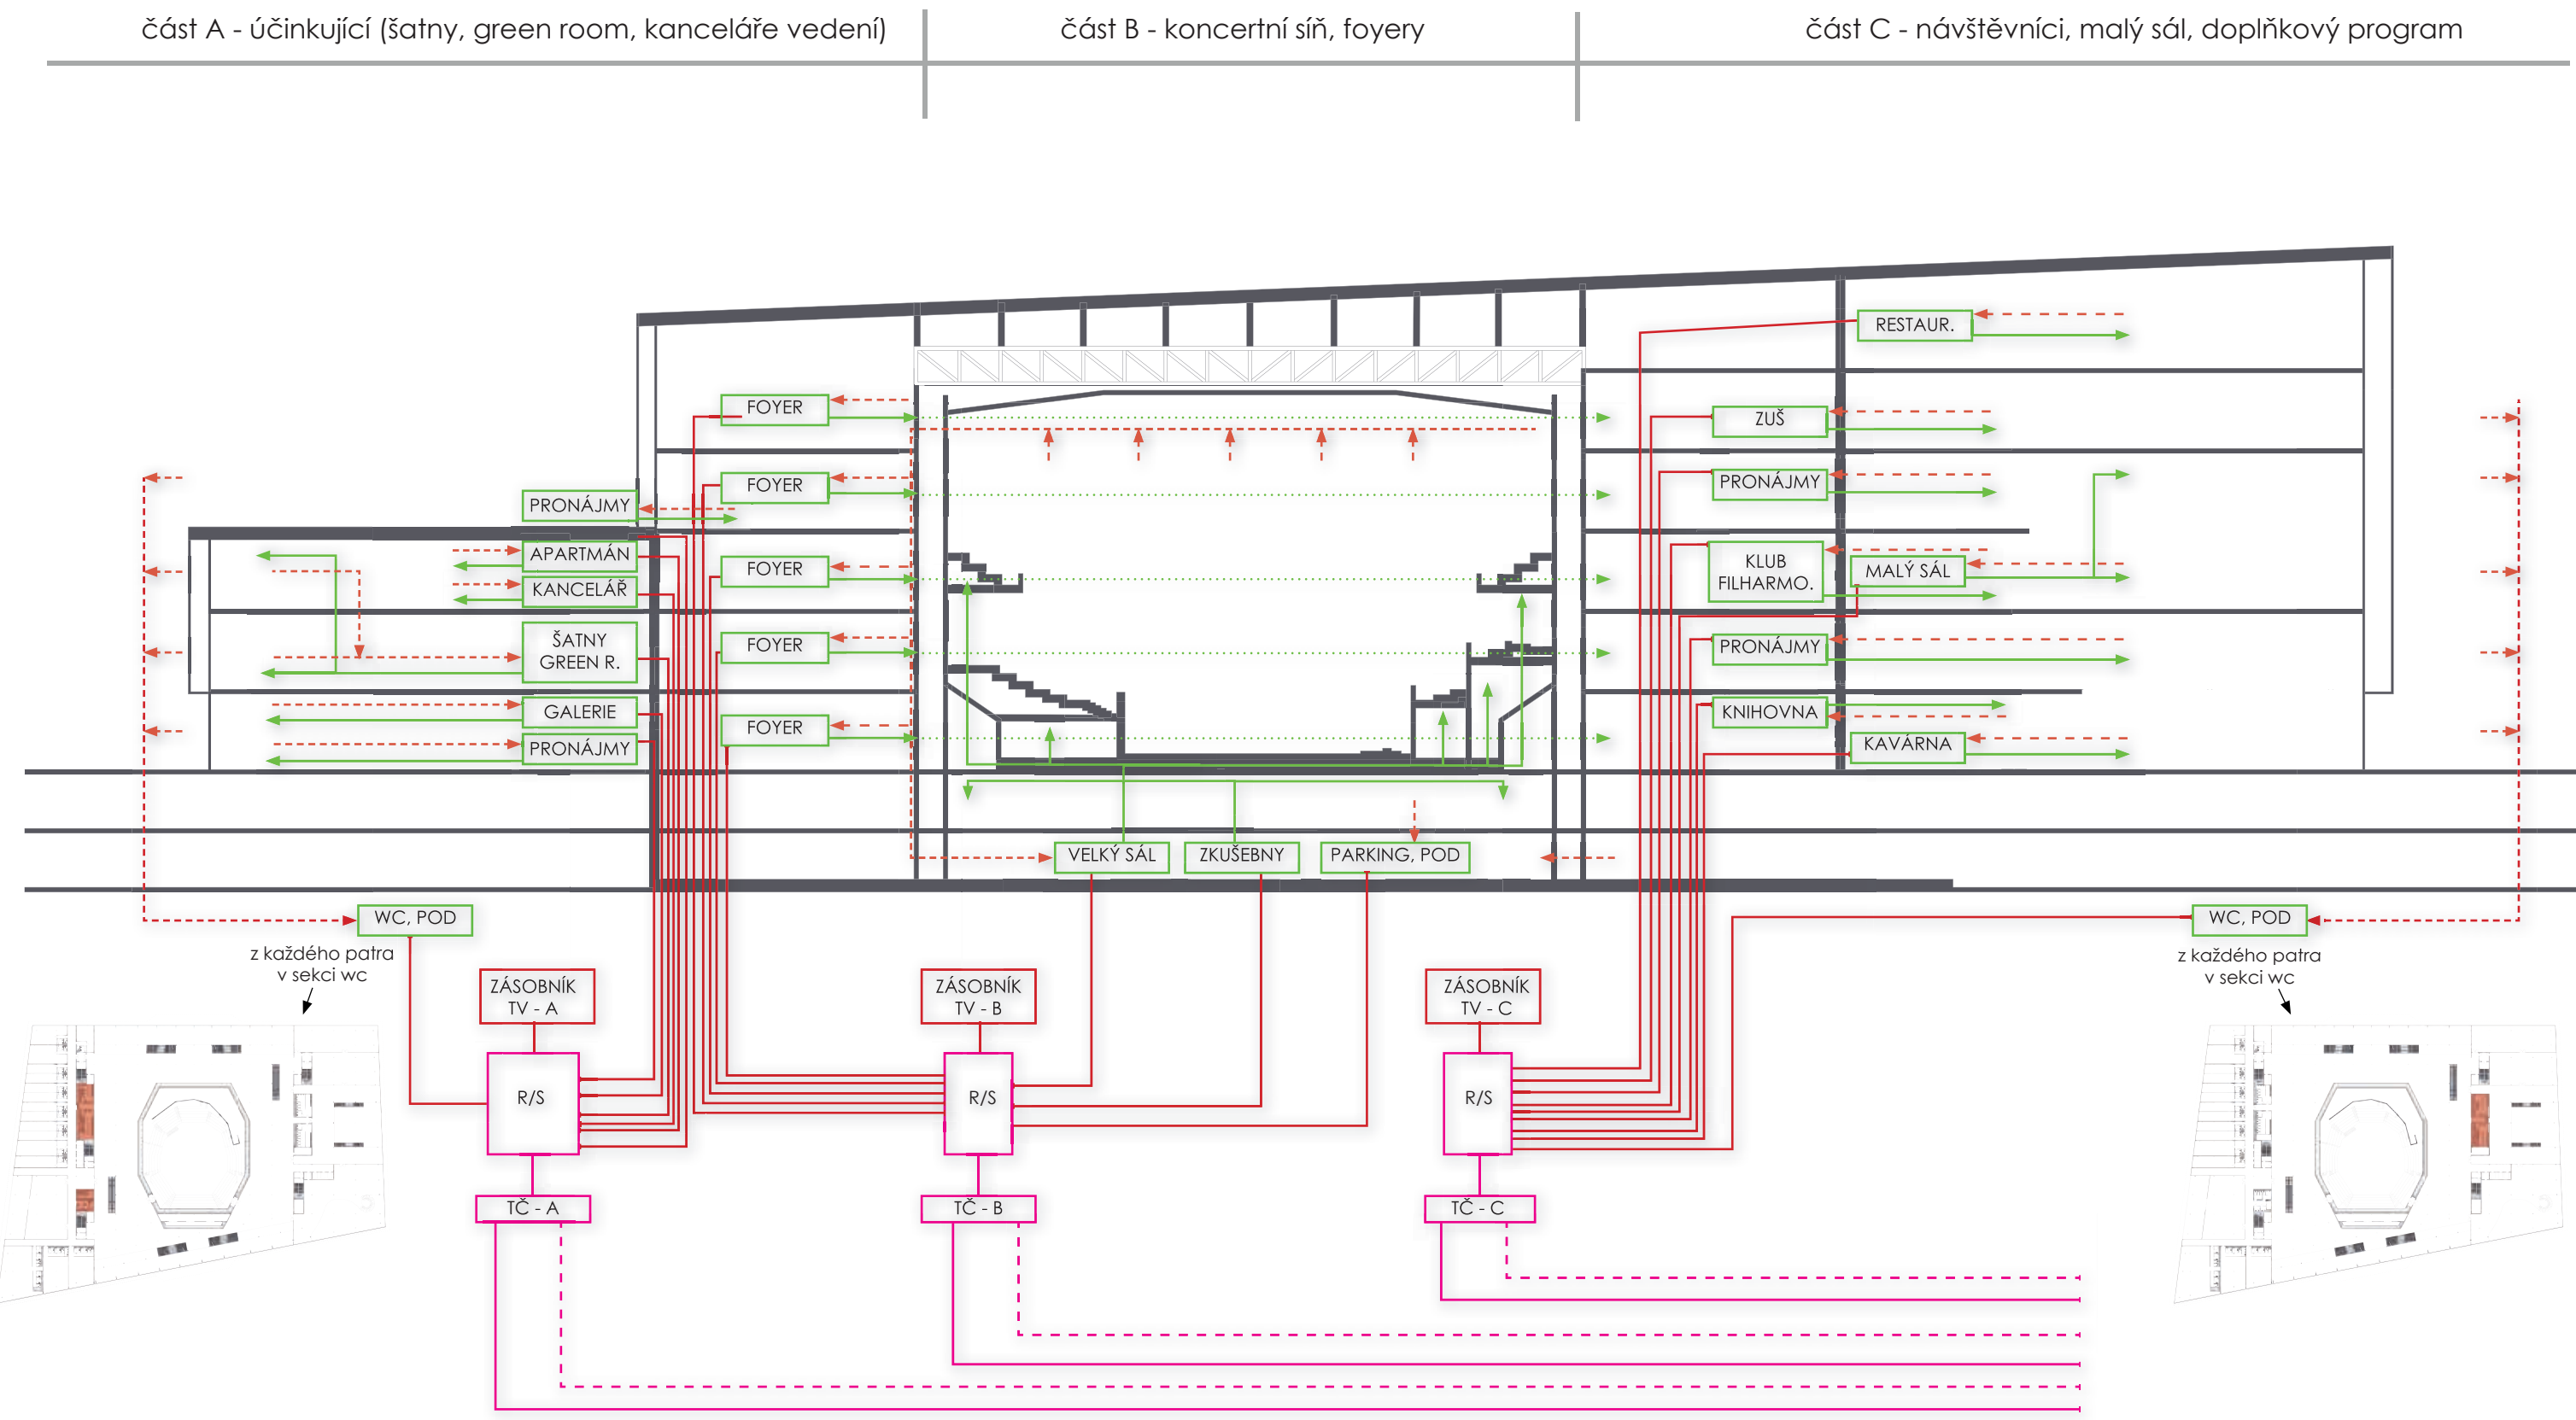 část A - účinkující (šatny, green room, kanceláře vedení)
část B - koncertní síň, foyery
část C - návštěvníci, malý sál, doplňkový program
RESTAUR.
FOYER
ZUŠ
FOYER
PRONÁJMY
PRONÁJMY
APARTMÁN
KANCELÁŘ
FOYER
KLUB
FILHARMO.
MALÝ SÁL
ŠATNY
GREEN R.
FOYER
PRONÁJMY
GALERIE
PRONÁJMY
FOYER
KNIHOVNA
KAVÁRNA
VELKÝ SÁL
ZKUŠEBNY
PARKING, POD
WC, POD
z každého patra
v sekci wc
WC, POD
z každého patra
v sekci wc
ZÁSOBNÍK
TV - A
ZÁSOBNÍK
TV - B
ZÁSOBNÍK
TV - C
R/S
R/S
R/S
TČ - A
TČ - B
TČ - C